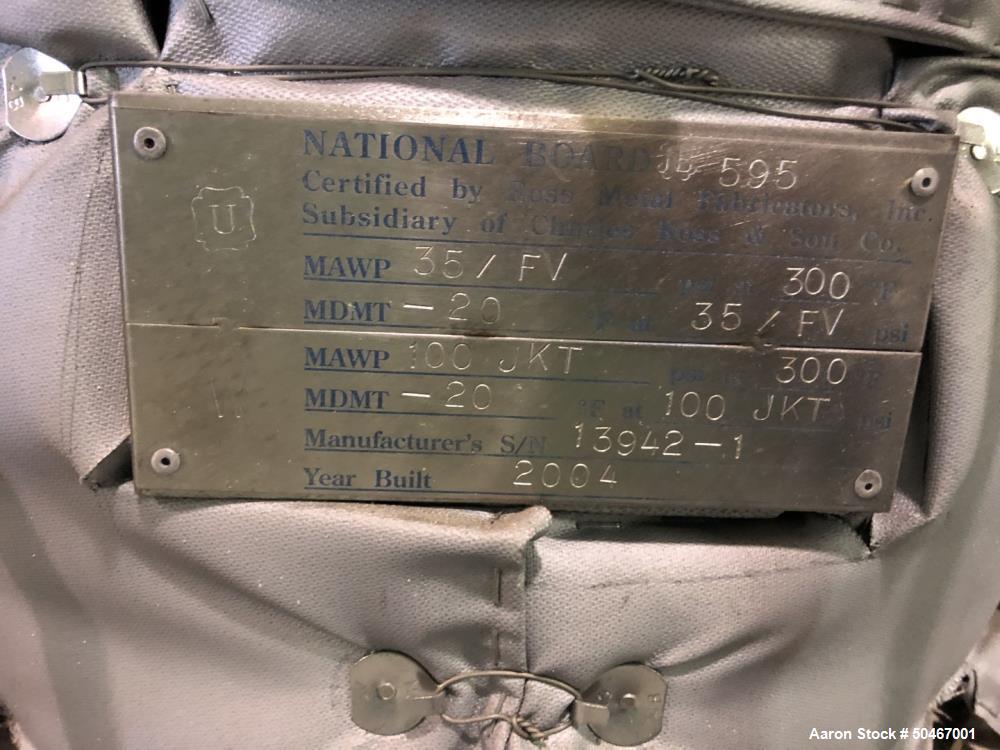 NATIONAL BOARD 595
Certified by Ross Metal Fabricators, Inc.
Subsidiary of Charles Ross & Son Co.
U
MAWP 35/FV psi at 300 °F
MDMT -20 °F at 35/FV psi
MAWP 100 JKT psi at 300 °F
MDMT -20 °F at 100 JKT psi
Manufacturer's S/N 13942-1
Year Built 2004
Aaron Stock # 50467001